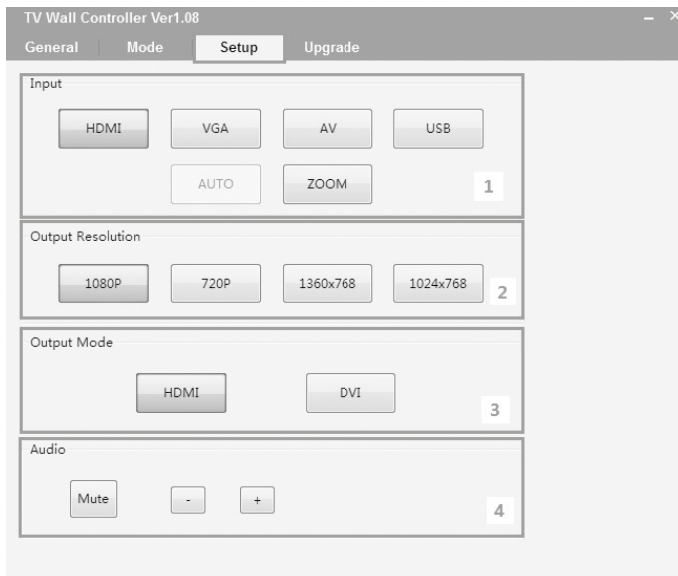 TV Wall Controller Ver1.08
General Mode Setup Upgrade
Input
HDMI VGA AV USB
AUTO ZOOM 1
Output Resolution
1080P 720P 1360x768 1024x768 2
Output Mode
HDMI DVI 3
Audio
Mute - + 4